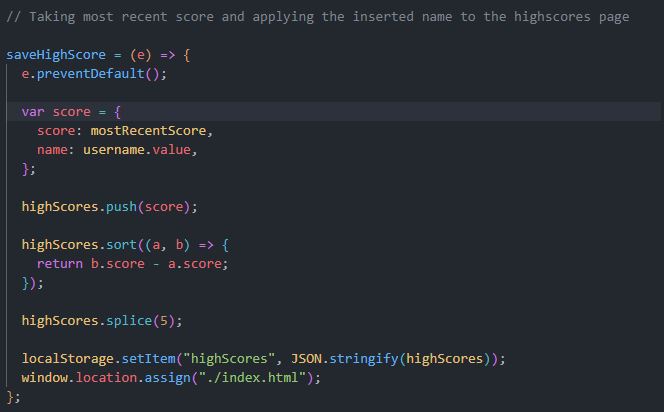 // Taking most recent score and applying the inserted name to the highscores page
saveHighScore = (e) => {
e.preventDefault();
var score = {
score: mostRecentScore,
name: username.value,
};
highScores.push(score);
highScores.sort((a, b) => {
return b.score - a.score;
});
highScores.splice(5);
localStorage.setItem("highScores", JSON.stringify(highScores));
window.location.assign("./index.html");
};